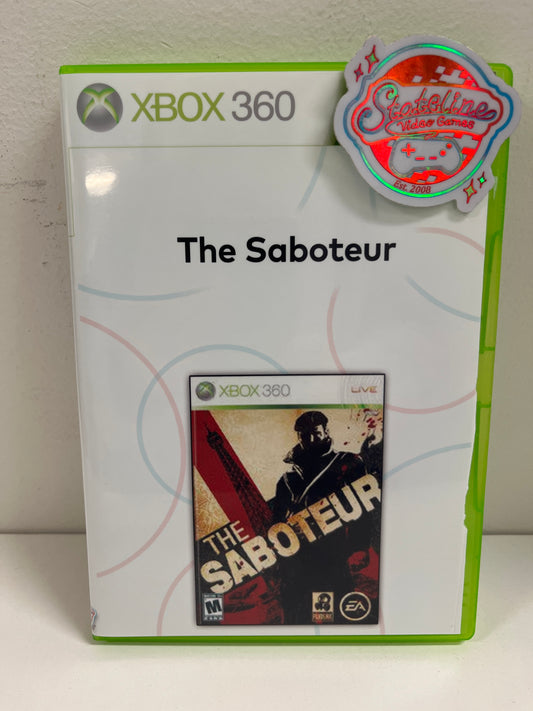 XBOX 360
Stateline
Video Games
Est. 2008
The Saboteur
XBOX 360
LIVE
THE
SABOTEUR
M
EA